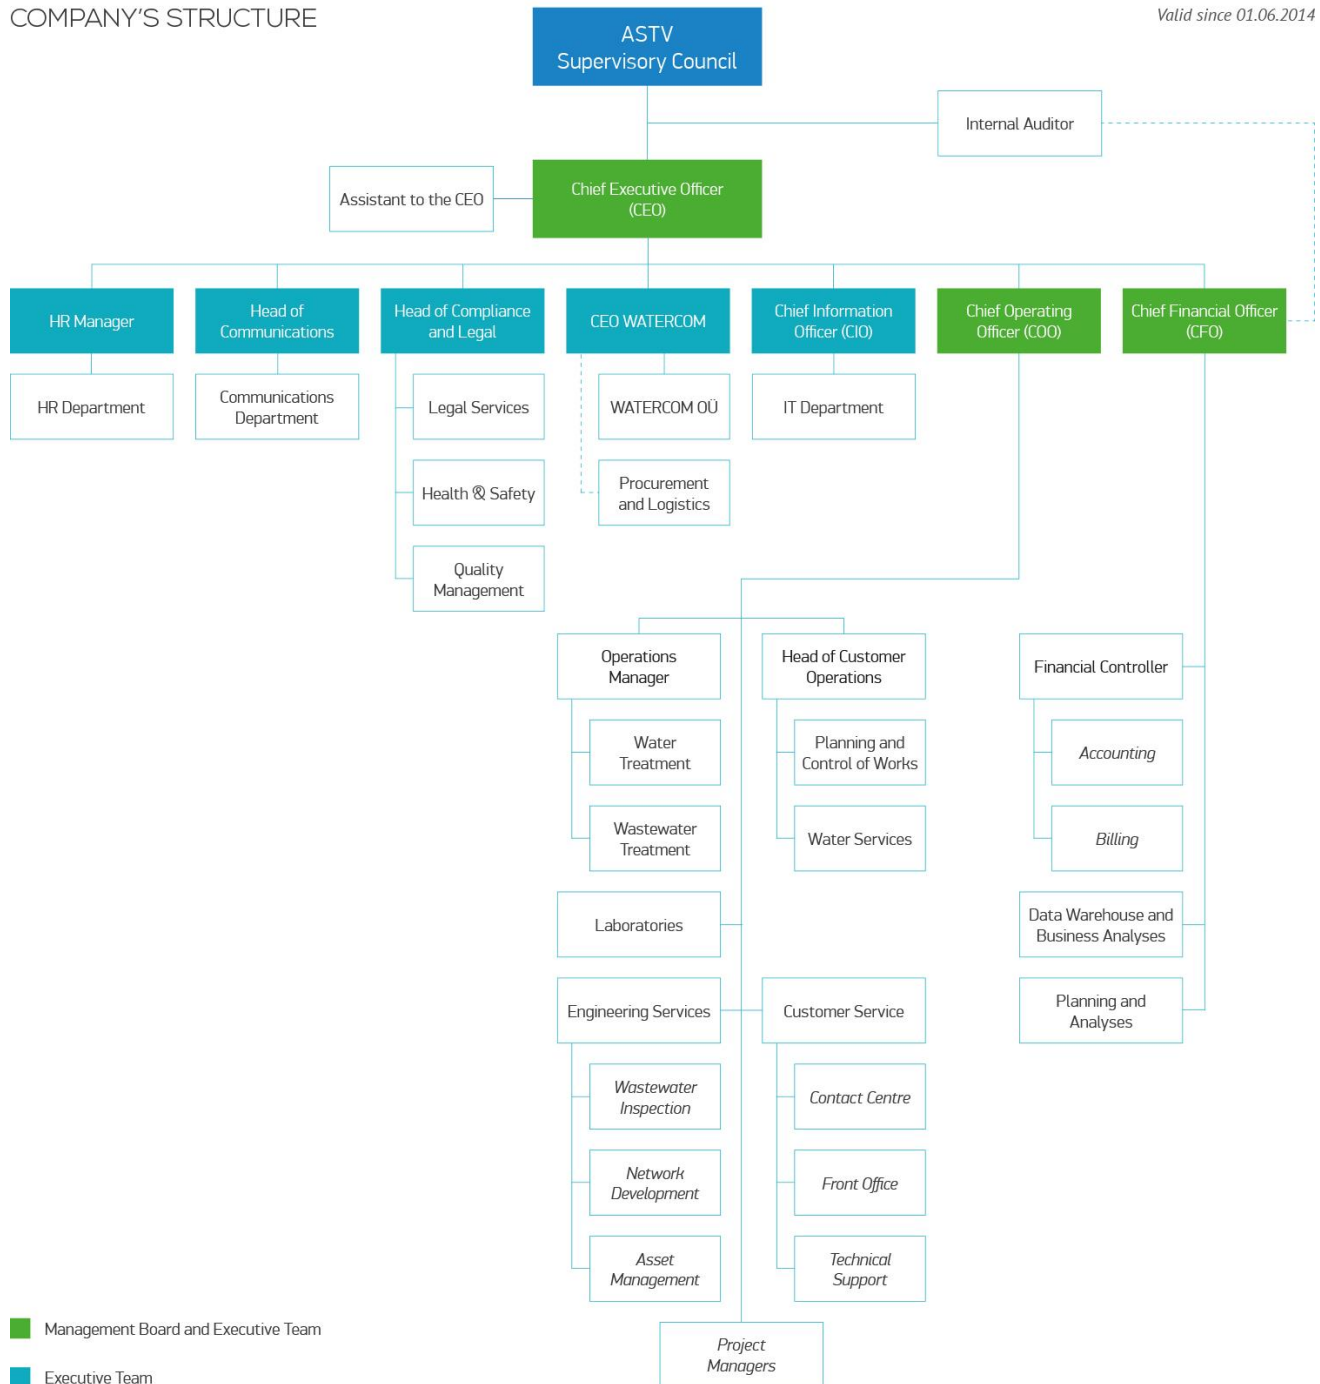 COMPANY'S STRUCTURE
Valid since 01.06.2014
ASTV
Supervisory Council
Internal Auditor
Assistant to the CEO
Chief Executive Officer
(CEO)
HR Manager
Head of
Communications
Head of Compliance
and Legal
CEO WATERCOM
Chief Information
Officer (CIO)
Chief Operating
Officer (COO)
Chief Financial Officer
(CFO)
HR Department
Communications
Department
Legal Services
WATERCOM OÜ
IT Department
Health & Safety
Procurement
and Logistics
Quality
Management
Operations
Manager
Head of Customer
Operations
Financial Controller
Water
Treatment
Planning and
Control of Works
Accounting
Wastewater
Treatment
Water Services
Billing
Laboratories
Data Warehouse and
Business Analyses
Engineering Services
Customer Service
Planning and
Analyses
Wastewater
Inspection
Contact Centre
Network
Development
Front Office
Asset
Management
Technical
Support
Management Board and Executive Team
Project
Managers
Executive Team